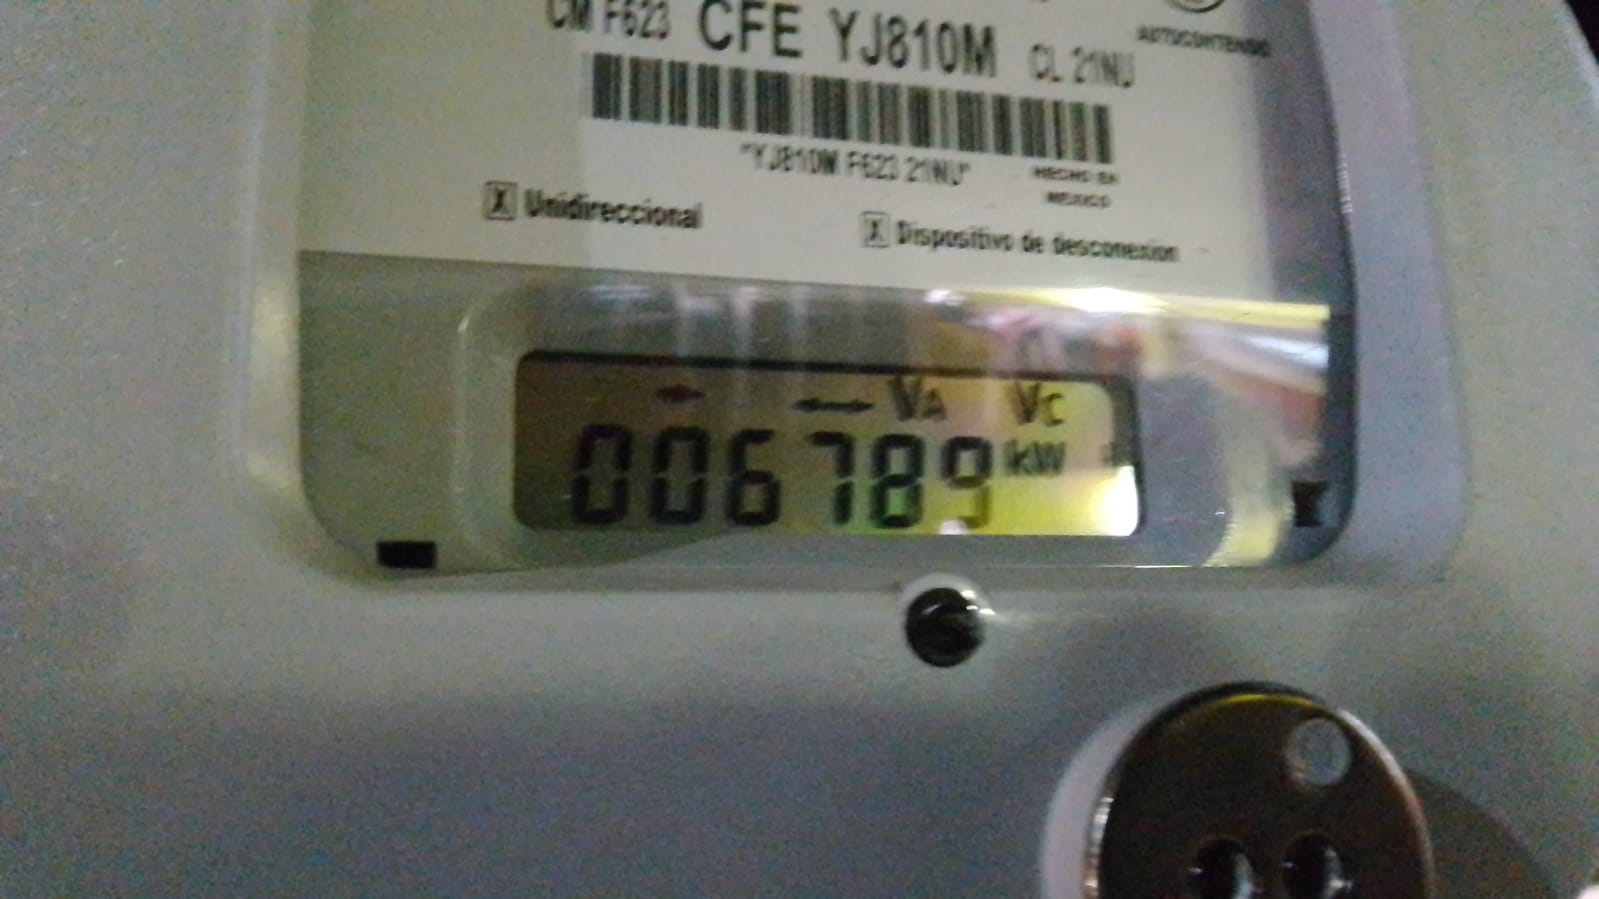 CM F623 CFE YJ810M CL 21NU
AUTOCONTENIDO
"YJ810M F623 21NU"
HECHO EN
MEXICO
X Unidireccional
X Dispositivo de desconexion
VA VC
006789 kW